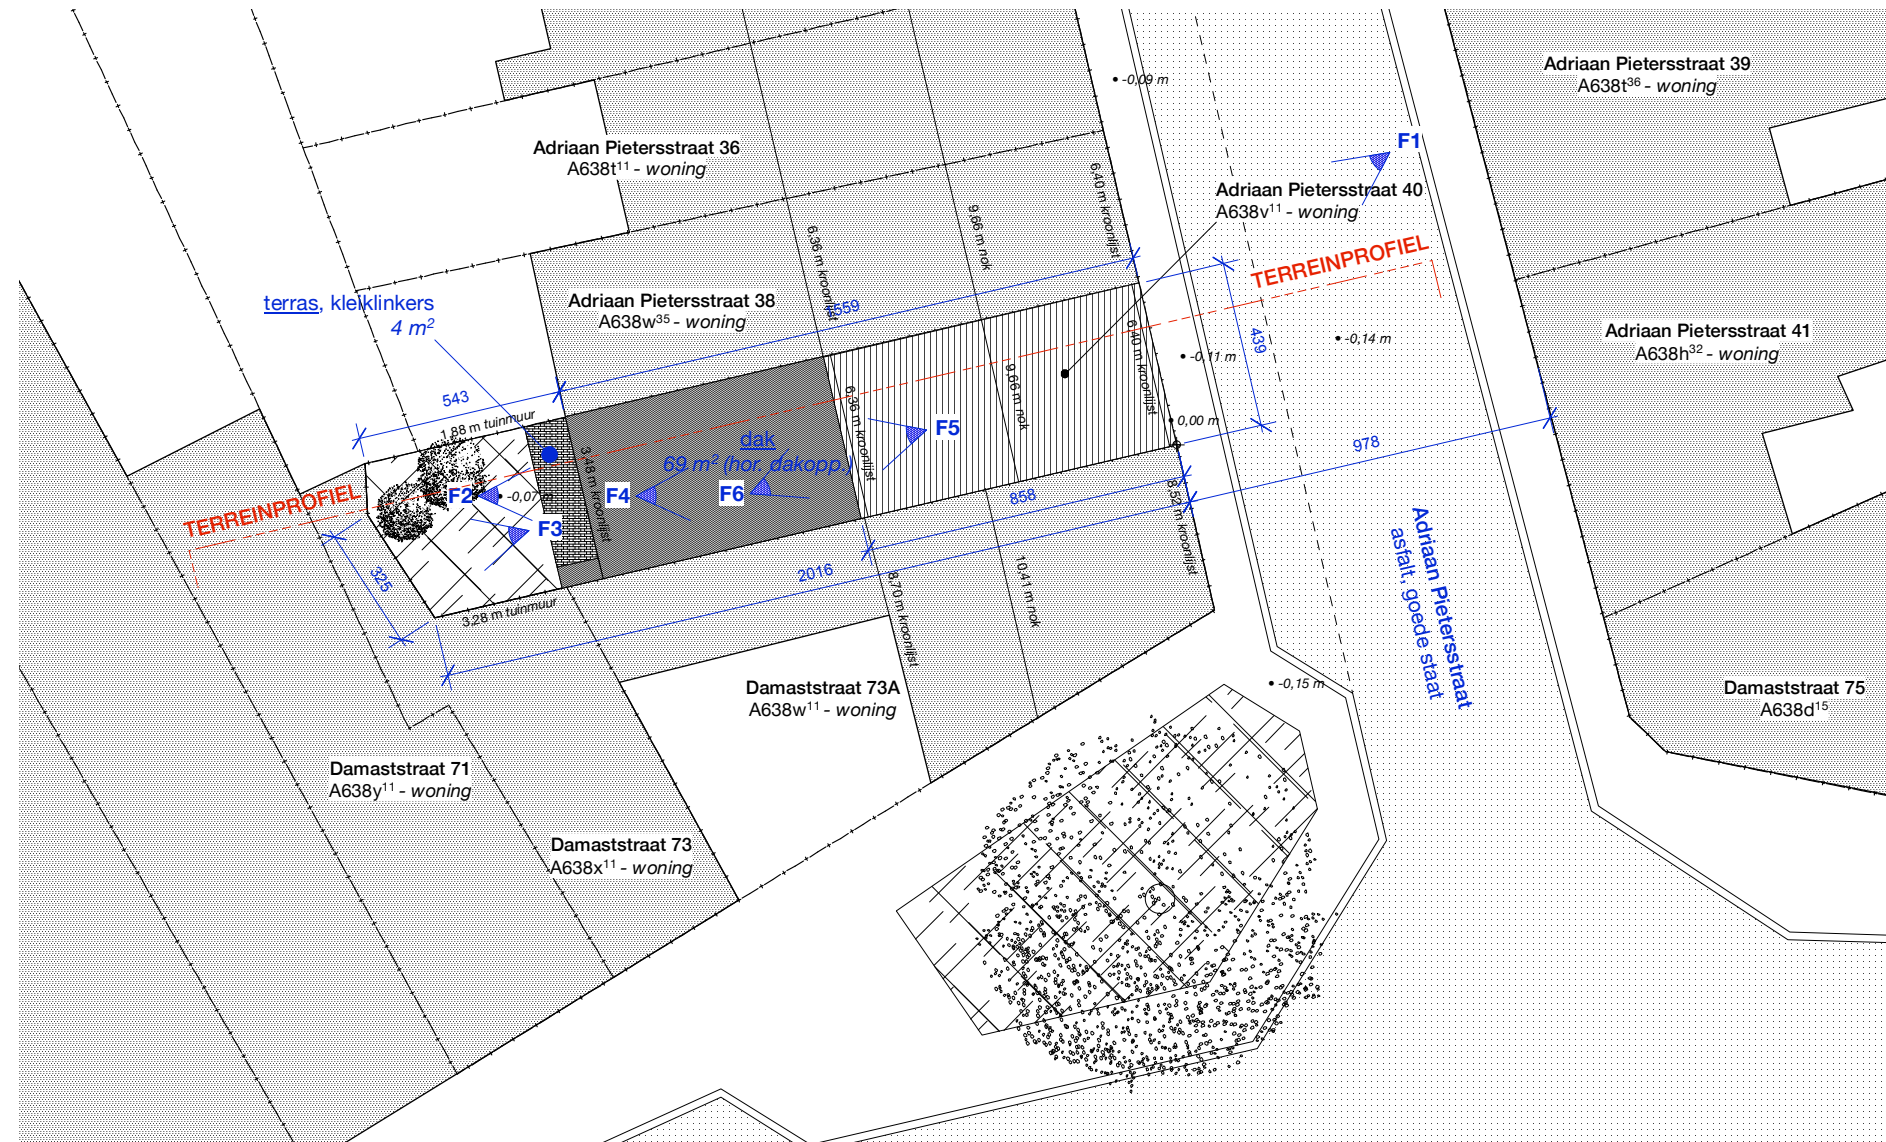 Adriaan Pietersstraat 39
A638t³⁶ - woning
-0,09 m
F1
Adriaan Pietersstraat 36
A638t¹¹ - woning
6,40 m kroonlijst
Adriaan Pietersstraat 40
A638v¹¹ - woning
9,66 m nok
6,36 m kroonlijst
TERREINPROFIEL
terras, kleiklinkers
4 m²
Adriaan Pietersstraat 38
A638w³⁵ - woning
559
439
-0,14 m
Adriaan Pietersstraat 41
A638h³² - woning
6,40 m kroonlijst
-0,11 m
9,66 m nok
6,36 m kroonlijst
543
1,88 m tuinmuur
0,00 m
F5
dak
69 m² (hor. dakopp.)
978
3,48 m kroonlijst
F2
-0,07 m
F4
F6
858
8,52 m kroonlijst
TERREINPROFIEL
F3
325
2016
Adriaan Pietersstraat
asfalt, goede staat
3,28 m tuinmuur
8,70 m kroonlijst
10,41 m nok
-0,15 m
Damaststraat 73A
A638w¹¹ - woning
Damaststraat 75
A638d¹⁵
Damaststraat 71
A638y¹¹ - woning
Damaststraat 73
A638x¹¹ - woning